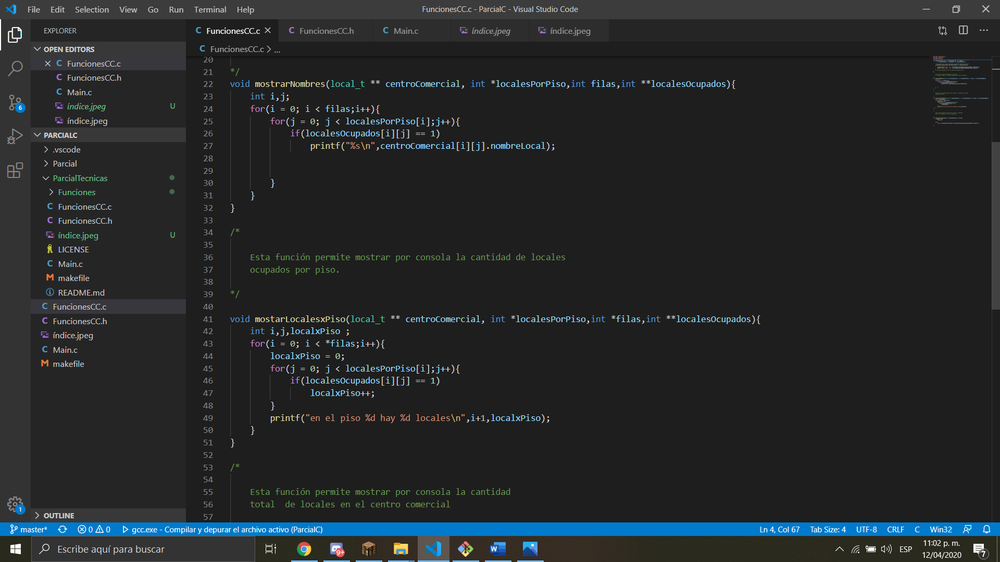 File Edit Selection View Go Run Terminal Help
FuncionesCC.c - ParcialC - Visual Studio Code
EXPLORER
OPEN EDITORS
FuncionesCC.c
FuncionesCC.h
Main.c
índice.jpeg U
índice.jpeg
PARCIALC
.vscode
Parcial
ParcialTecnicas
Funciones
FuncionesCC.c
FuncionesCC.h
índice.jpeg U
LICENSE
Main.c
makefile
README.md
FuncionesCC.c
FuncionesCC.h
índice.jpeg
Main.c
makefile
OUTLINE
6
1
FuncionesCC.c FuncionesCC.h Main.c índice.jpeg índice.jpeg
FuncionesCC.c > ...
20
21 */
22 void mostrarNombres(local_t ** centroComercial, int *localesPorPiso,int filas,int **localesOcupados){
23 int i,j;
24 for(i = 0; i < filas;i++){
25 for(j = 0; j < localesPorPiso[i];j++){
26 if(localesOcupados[i][j] == 1)
27 printf("%s\n",centroComercial[i][j].nombreLocal);
28
29
30 }
31 }
32 }
33
34 /*
35
36 Esta función permite mostrar por consola la cantidad de locales
37 ocupados por piso.
38
39 */
40
41 void mostarLocalesxPiso(local_t ** centroComercial, int *localesPorPiso,int *filas,int **localesOcupados){
42 int i,j,localxPiso ;
43 for(i = 0; i < *filas;i++){
44 localxPiso = 0;
45 for(j = 0; j < localesPorPiso[i];j++){
46 if(localesOcupados[i][j] == 1)
47 localxPiso++;
48 }
49 printf("en el piso %d hay %d locales\n",i+1,localxPiso);
50 }
51 }
52
53 /*
54
55 Esta función permite mostrar por consola la cantidad
56 total  de locales en el centro comercial
57
master* 0 0 gcc.exe - Compilar y depurar el archivo activo (ParcialC)
Ln 4, Col 67 Tab Size: 4 UTF-8 CRLF C Win32
Escribe aquí para buscar
9+
ESP
11:02 p. m.
12/04/2020
7